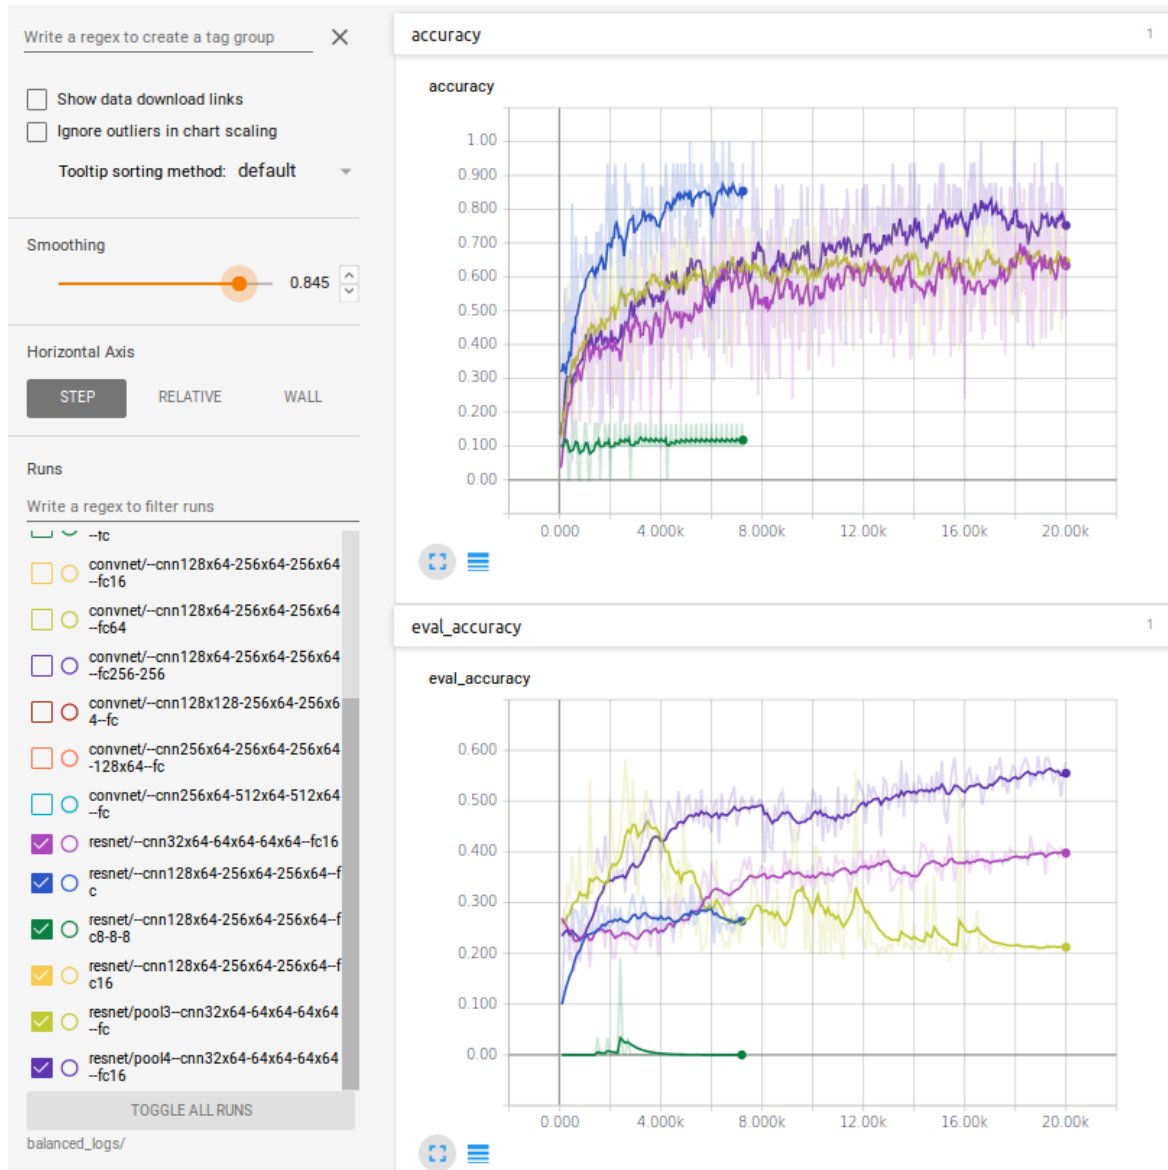 Write a regex to create a tag group
Show data download links
Ignore outliers in chart scaling
Tooltip sorting method: default
Smoothing
0.845
Horizontal Axis
STEP RELATIVE WALL
Runs
Write a regex to filter runs
--fc
convnet/--cnn128x64-256x64-256x64
--fc16
convnet/--cnn128x64-256x64-256x64
--fc64
convnet/--cnn128x64-256x64-256x64
--fc256-256
convnet/--cnn128x128-256x64-256x6
4--fc
convnet/--cnn256x64-256x64-256x64
-128x64--fc
convnet/--cnn256x64-512x64-512x64
--fc
resnet/--cnn32x64-64x64-64x64--fc16
resnet/--cnn128x64-256x64-256x64--f
c
resnet/--cnn128x64-256x64-256x64--f
c8-8-8
resnet/--cnn128x64-256x64-256x64--f
c16
resnet/pool3--cnn32x64-64x64-64x64
--fc
resnet/pool4--cnn32x64-64x64-64x64
--fc16
TOGGLE ALL RUNS
balanced_logs/
accuracy 1
accuracy
1.00
0.900
0.800
0.700
0.600
0.500
0.400
0.300
0.200
0.100
0.00
0.000 4.000k 8.000k 12.00k 16.00k 20.00k
eval_accuracy 1
eval_accuracy
0.600
0.500
0.400
0.300
0.200
0.100
0.00
0.000 4.000k 8.000k 12.00k 16.00k 20.00k